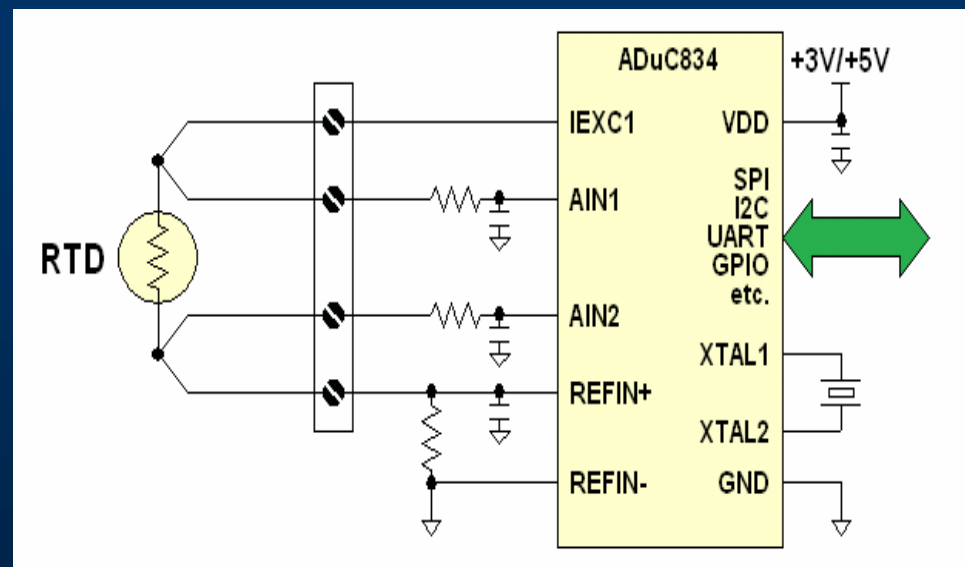 ADuC834
+3V/+5V
IEXC1
VDD
AIN1
SPI
I2C
UART
GPIO
etc.
RTD
AIN2
XTAL1
REFIN+
XTAL2
REFIN-
GND